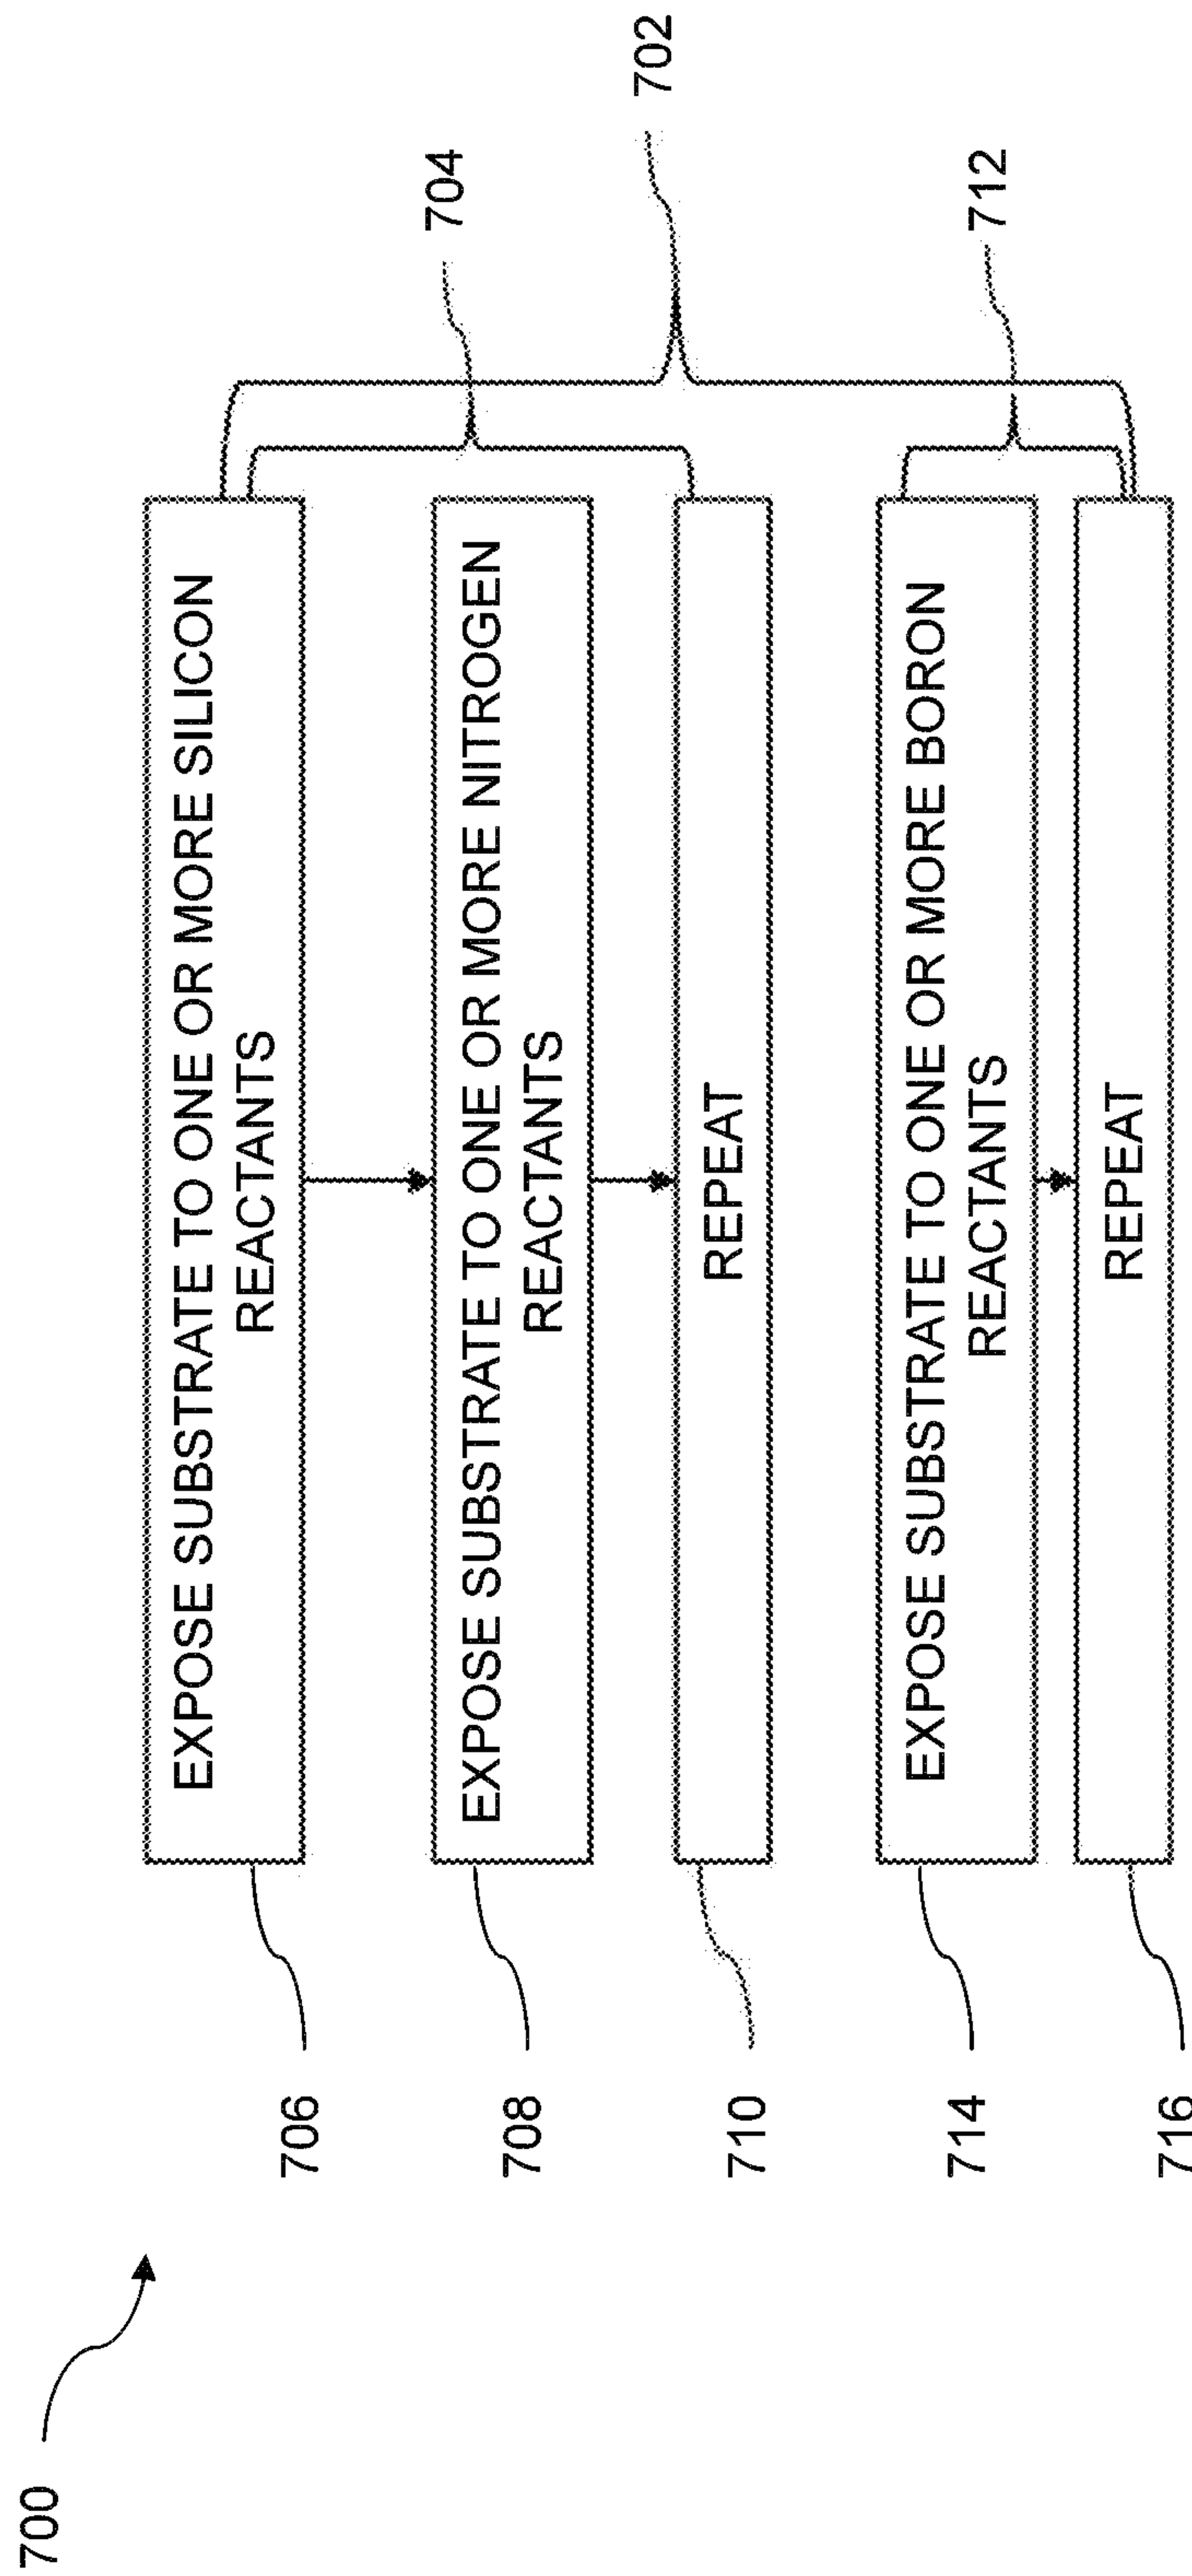 700
706
EXPOSE SUBSTRATE TO ONE OR MORE SILICON
REACTANTS
708
EXPOSE SUBSTRATE TO ONE OR MORE NITROGEN
REACTANTS
704
710
REPEAT
702
714
EXPOSE SUBSTRATE TO ONE OR MORE BORON
REACTANTS
712
716
REPEAT